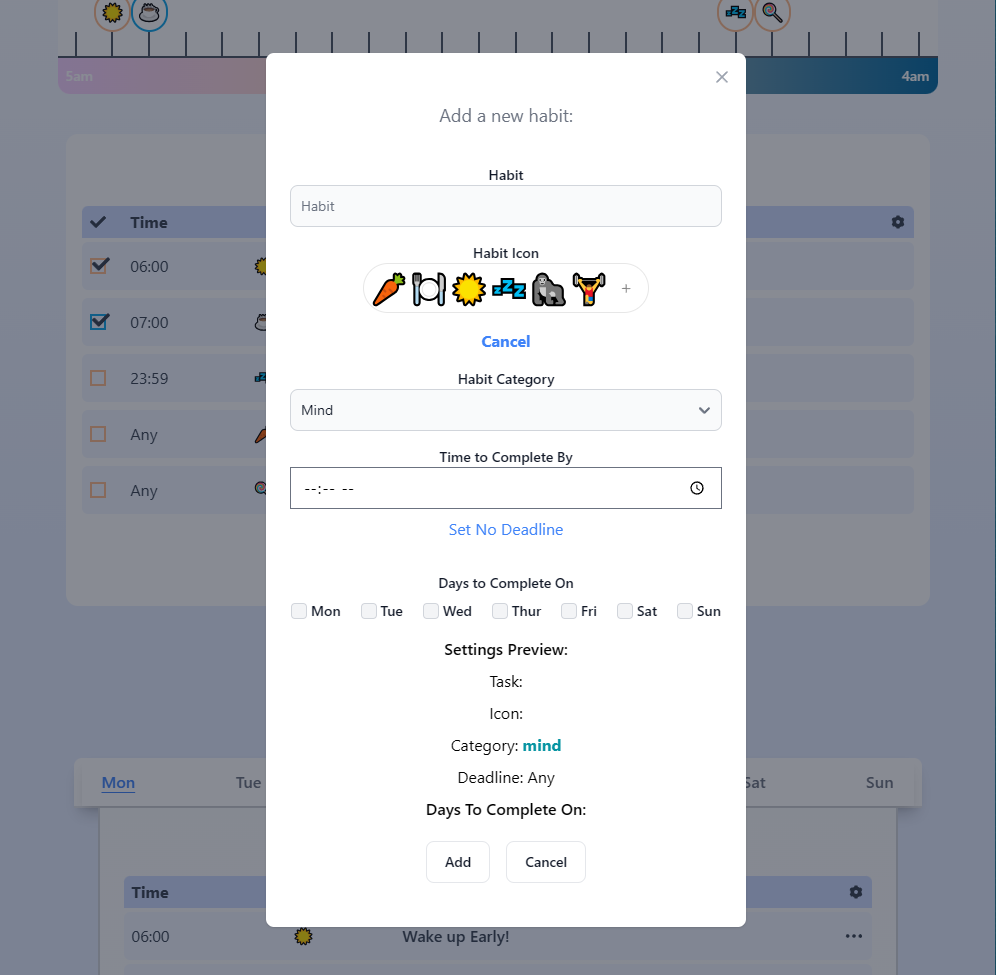 5am
4am
Add a new habit:
Habit
Habit
Habit Icon
+
Cancel
Habit Category
Mind
Time to Complete By
--:-- --
Set No Deadline
Days to Complete On
Mon Tue Wed Thur Fri Sat Sun
Settings Preview:
Task:
Icon:
Category: mind
Deadline: Any
Days To Complete On:
Add Cancel
Time
06:00
07:00
23:59
Any
Any
Mon Tue Sat Sun
Time
06:00 Wake up Early!